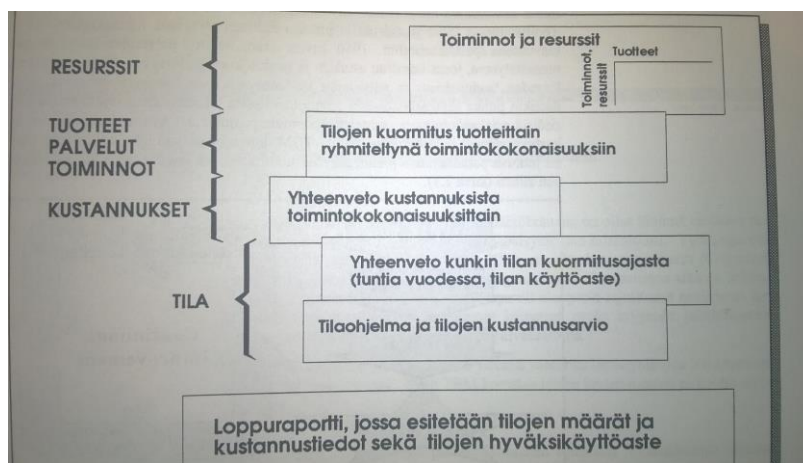 RESURSSIT
Toiminnot ja resurssit
Tuotteet
Toiminnot,
resurssit
TUOTTEET
PALVELUT
TOIMINNOT
Tilojen kuormitus tuotteittain
ryhmiteltynä toimintokokonaisuuksiin
KUSTANNUKSET
Yhteenveto kustannuksista
toimintokokonaisuuksittain
TILA
Yhteenveto kunkin tilan kuormitusajasta
(tuntia vuodessa, tilan käyttöaste)
Tilaohjelma ja tilojen kustannusarvio
Loppuraportti, jossa esitetään tilojen määrät ja
kustannustiedot sekä tilojen hyväksikäyttöaste